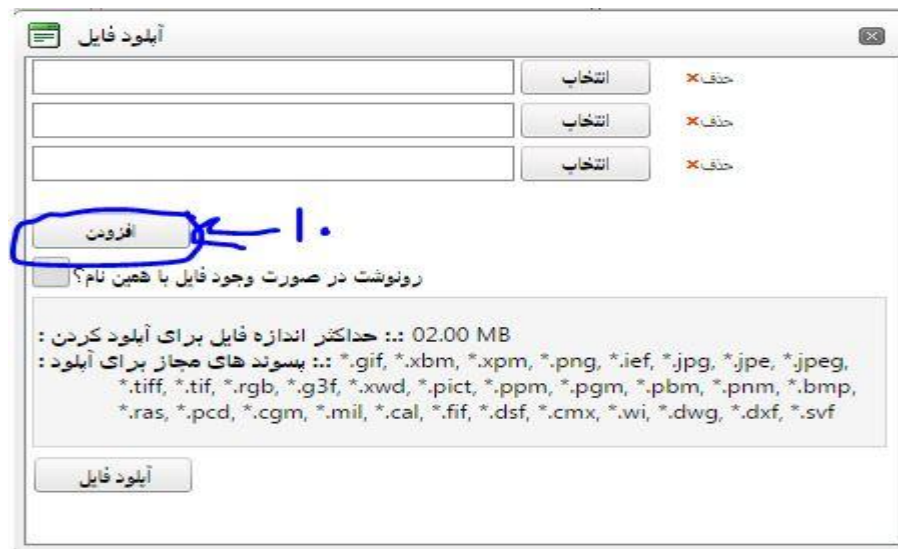 آپلود فایل
انتخاب ×حذف
انتخاب ×حذف
انتخاب ×حذف
افزودن ۱۰
رونوشت در صورت وجود فایل با همین نام؟
حداکثر اندازه فایل برای آپلود کردن : .:: 02.00 MB
پسوند های مجاز برای آپلود : .:: *.gif, *.xbm, *.xpm, *.png, *.ief, *.jpg, *.jpe, *.jpeg,
*.tiff, *.tif, *.rgb, *.g3f, *.xwd, *.pict, *.ppm, *.pgm, *.pbm, *.pnm, *.bmp,
*.ras, *.pcd, *.cgm, *.mil, *.cal, *.fif, *.dsf, *.cmx, *.wi, *.dwg, *.dxf, *.svf
آپلود فایل